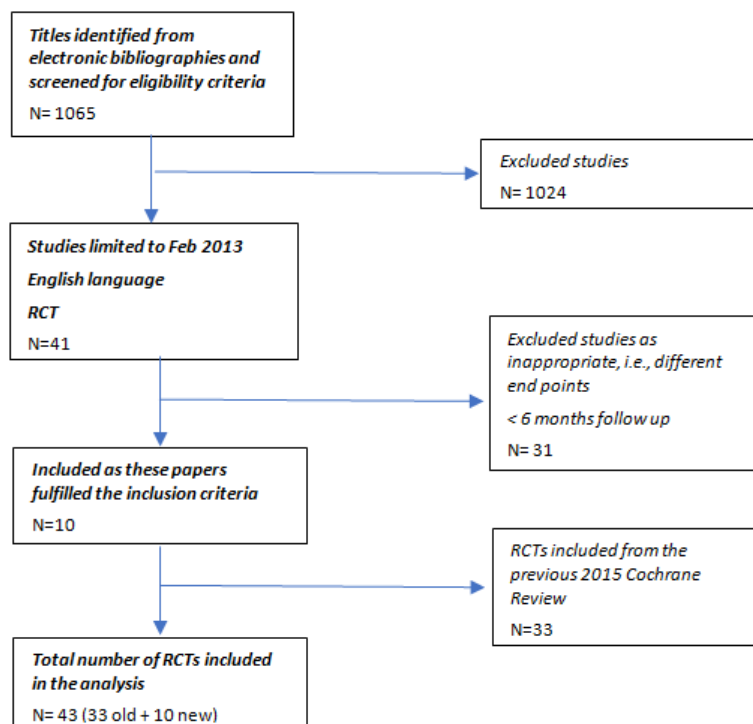 Titles identified from
electronic bibliographies and
screened for eligibility criteria
N= 1065
Excluded studies
N= 1024
Studies limited to Feb 2013
English language
RCT
N=41
Excluded studies as
inappropriate, i.e., different
end points
< 6 months follow up
N= 31
Included as these papers
fulfilled the inclusion criteria
N=10
RCTs included from the
previous 2015 Cochrane
Review
N=33
Total number of RCTs included
in the analysis
N= 43 (33 old + 10 new)